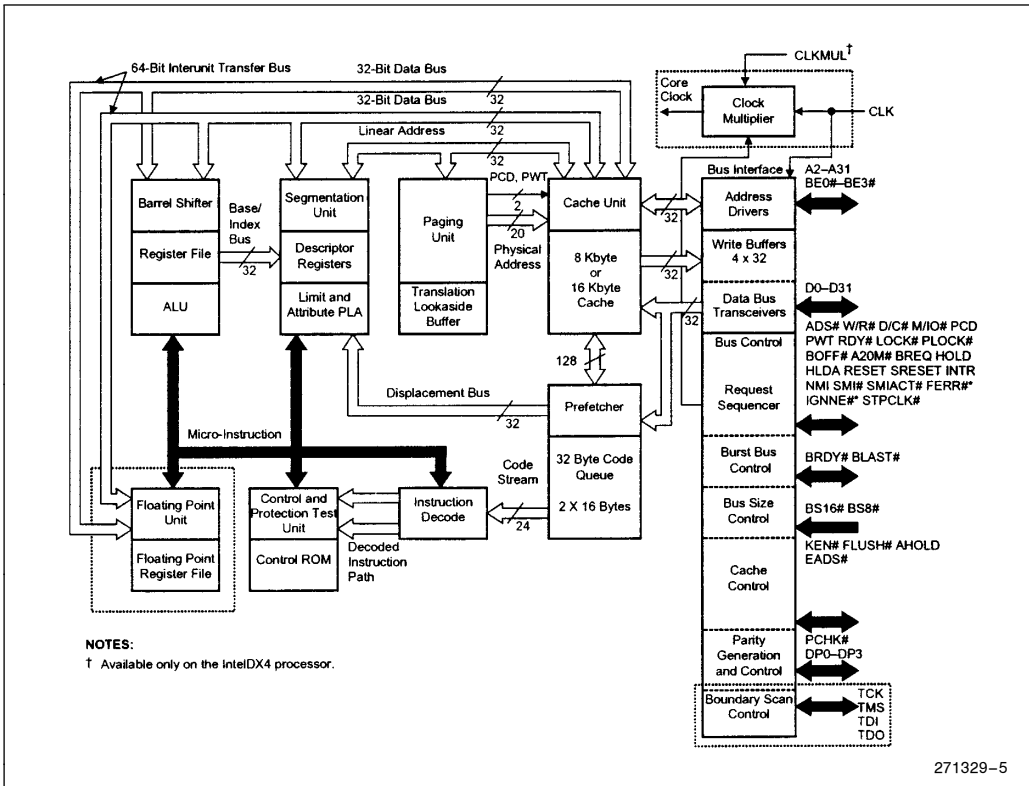 64-Bit Interunit Transfer Bus
32-Bit Data Bus
32
32-Bit Data Bus
32
Linear Address
32
CLKMUL†
Core
Clock
Clock
Multiplier
CLK
Barrel Shifter
Register File
ALU
Base/
Index
Bus
32
Segmentation
Unit
Descriptor
Registers
Limit and
Attribute PLA
Paging
Unit
Translation
Lookaside
Buffer
PCD, PWT
2
20
Physical
Address
Cache Unit
8 Kbyte
or
16 Kbyte
Cache
32
32
32
128
Displacement Bus
32
Prefetcher
32 Byte Code
Queue
2 X 16 Bytes
Code
Stream
24
Micro-Instruction
Floating Point
Unit
Floating Point
Register File
Control and
Protection Test
Unit
Control ROM
Instruction
Decode
Decoded
Instruction
Path
Bus Interface
Address
Drivers
Write Buffers
4 x 32
Data Bus
Transceivers
Bus Control
Request
Sequencer
Burst Bus
Control
Bus Size
Control
Cache
Control
Parity
Generation
and Control
Boundary Scan
Control
A2–A31
BE0#–BE3#
D0–D31
ADS# W/R# D/C# M/IO# PCD
PWT RDY# LOCK# PLOCK#
BOFF# A20M# BREQ HOLD
HLDA RESET SRESET INTR
NMI SMI# SMIACT# FERR#*
IGNNE#* STPCLK#
BRDY# BLAST#
BS16# BS8#
KEN# FLUSH# AHOLD
EADS#
PCHK#
DP0–DP3
TCK
TMS
TDI
TDO
NOTES:
† Available only on the IntelDX4 processor.
271329–5